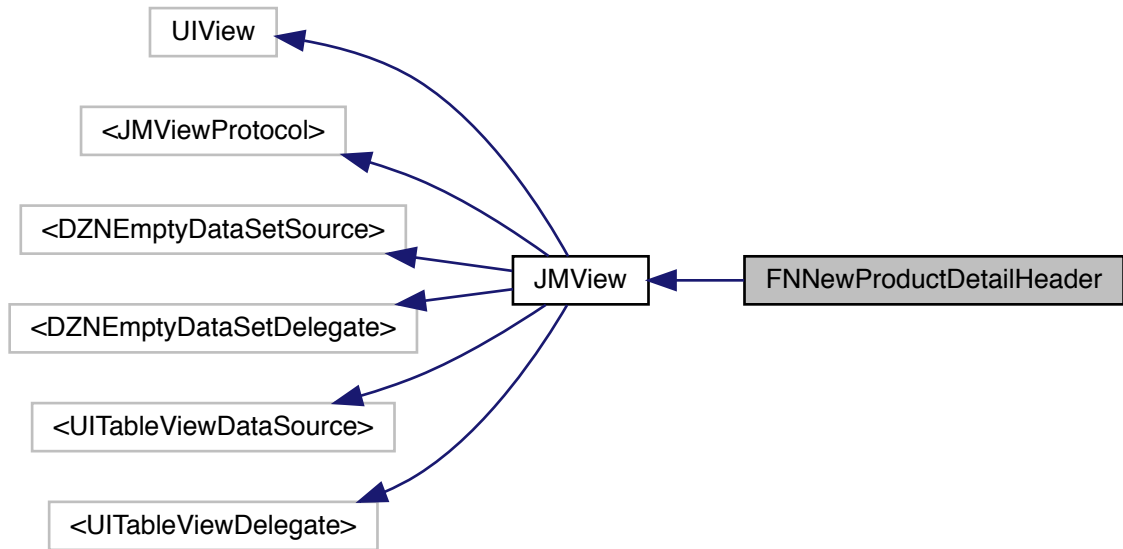 UIView
<JMViewProtocol>
<DZNEmptyDataSetSource>
JMView
FNNewProductDetailHeader
<DZNEmptyDataSetDelegate>
<UITableViewDataSource>
<UITableViewDelegate>